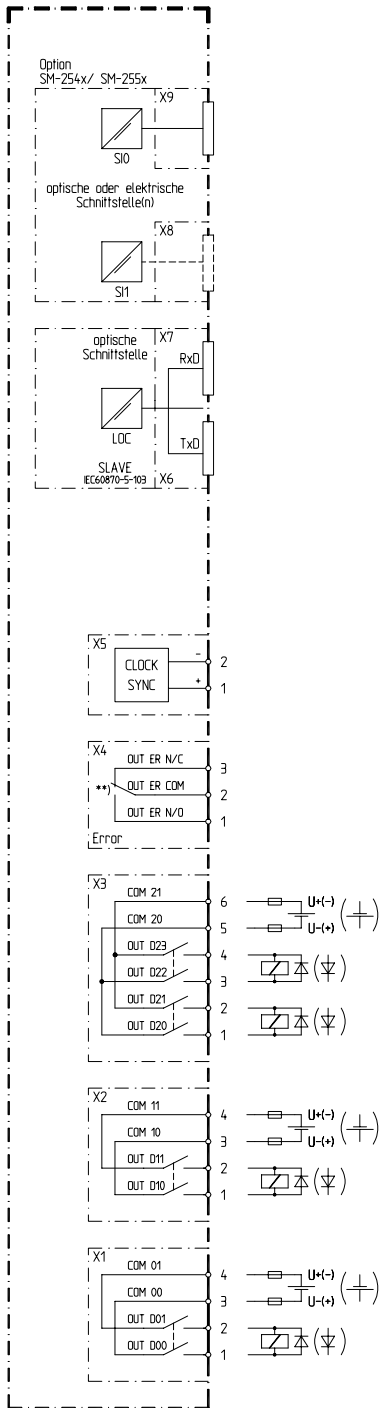 Option
SM-254x/ SM-255x
X9
SI0
optische oder elektrische
Schnittstelle(n)
X8
SI1
optische
Schnittstelle
X7
RxD
LOC
TxD
SLAVE
IEC60870-5-103
X6
X5
CLOCK
SYNC
- 2
+ 1
X4
OUT ER N/C 3
**) OUT ER COM 2
OUT ER N/O 1
Error
X3
COM 21 6 U+(-)
COM 20 5 U-(+)
OUT D23 4
OUT D22 3
OUT D21 2
OUT D20 1
X2
COM 11 4 U+(-)
COM 10 3 U-(+)
OUT D11 2
OUT D10 1
X1
COM 01 4 U+(-)
COM 00 3 U-(+)
OUT D01 2
OUT D00 1